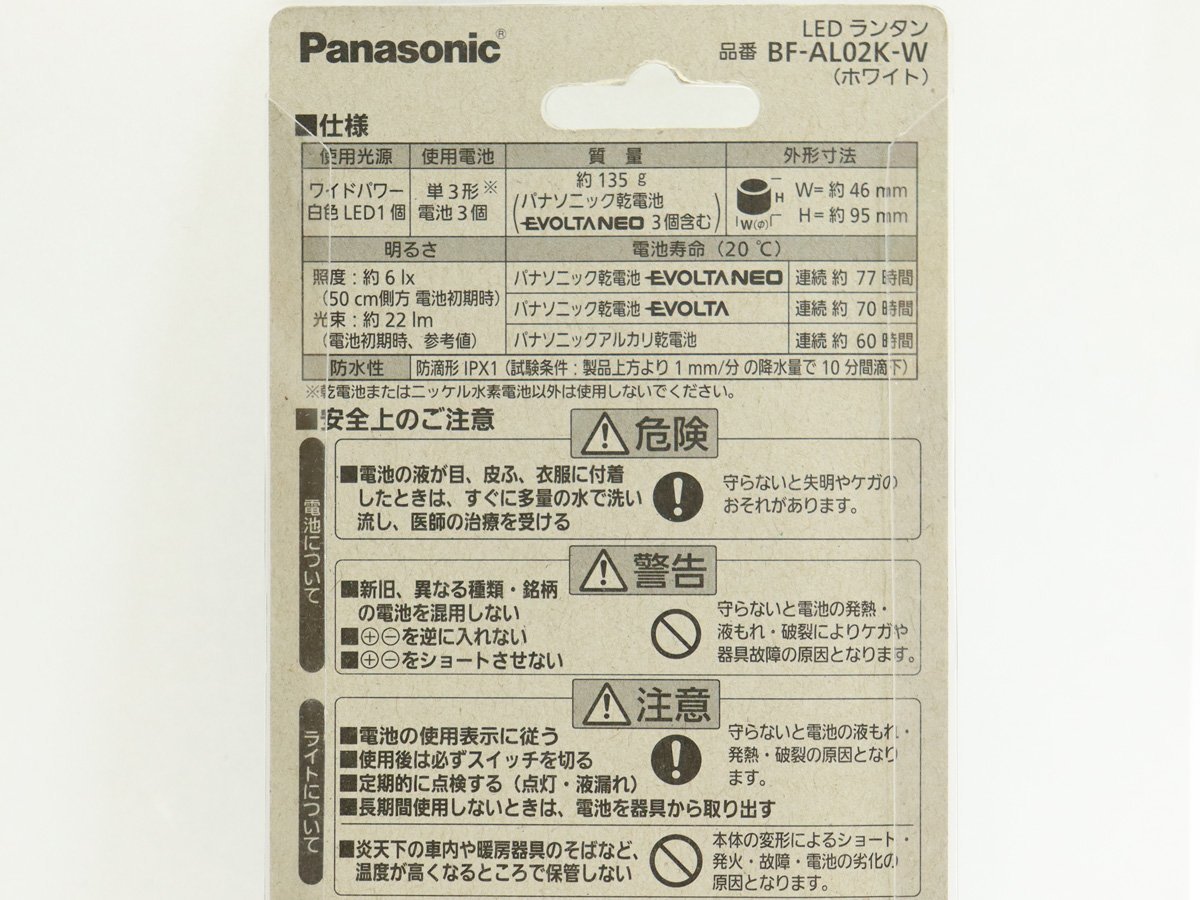 Panasonic®
LED ランタン
品番 BF-AL02K-W
(ホワイト)
■仕様
使用光源 使用電池 質 量 外形寸法
ワイドパワー
白色 LED1個
単3形※
電池3個
約 135 g
(パナソニック乾電池
EVOLTA NEO 3個含む)
H
W(φ)
W= 約 46 mm
H= 約 95 mm
明るさ 電池寿命 (20 ℃)
照度:約 6 lx
(50 cm側方 電池初期時)
光束:約 22 lm
(電池初期時、参考値)
パナソニック乾電池 EVOLTA NEO 連続 約 77 時間
パナソニック乾電池 EVOLTA 連続 約 70 時間
パナソニックアルカリ乾電池 連続 約 60 時間
防水性 防滴形 IPX1 (試験条件:製品上方より 1 mm/分 の降水量で 10 分間滴下)
※乾電池またはニッケル水素電池以外は使用しないでください。
■安全上のご注意
電池について
危険
■電池の液が目、皮ふ、衣服に付着
したときは、すぐに多量の水で洗い
流し、医師の治療を受ける
守らないと失明やケガの
おそれがあります。
警告
■新旧、異なる種類・銘柄
の電池を混用しない
■⊕⊖を逆に入れない
■⊕⊖をショートさせない
守らないと電池の発熱・
液もれ・破裂によりケガや
器具故障の原因となります。
ライトについて
注意
■電池の使用表示に従う
■使用後は必ずスイッチを切る
■定期的に点検する(点灯・液漏れ)
■長期間使用しないときは、電池を器具から取り出す
守らないと電池の液もれ・
発熱・破裂の原因となり
ます。
■炎天下の車内や暖房器具のそばなど、
温度が高くなるところで保管しない
本体の変形によるショート・
発火・故障・電池の劣化の
原因となります。